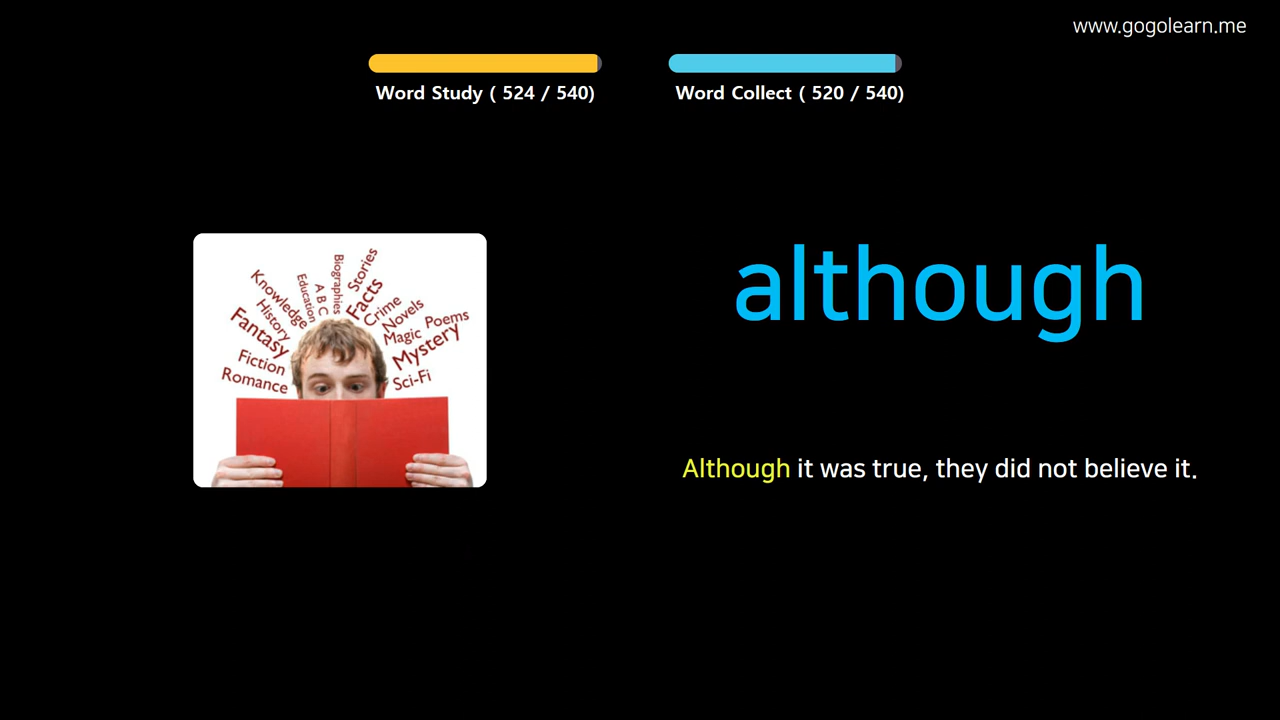 www.gogolearn.me
Word Study ( 524 / 540)
Word Collect ( 520 / 540)
although
Although it was true, they did not believe it.
Stories
Biographies
Facts
Education
A B C
Knowledge
Crime
History
Novels
Fantasy
Poems
Magic
Mystery
Fiction
Romance
Sci-Fi